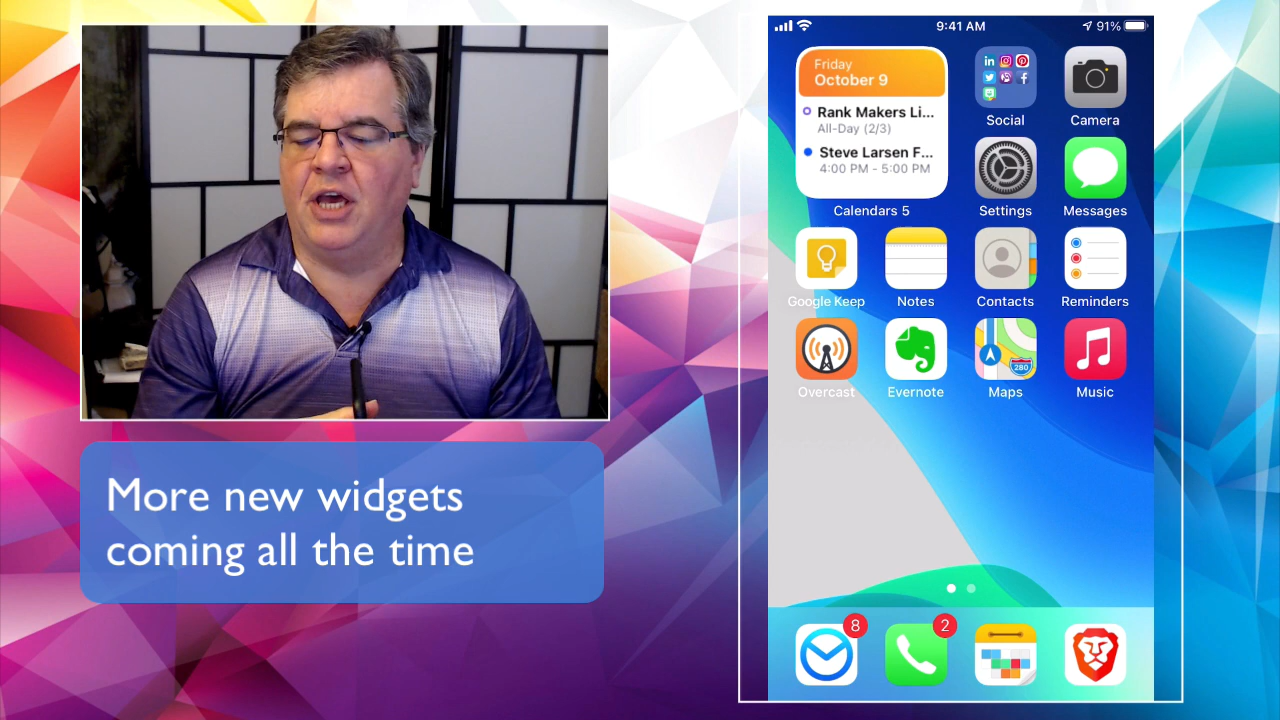 More new widgets
coming all the time
9:41 AM
91%
Friday
October 9
Rank Makers Li...
All-Day (2/3)
Steve Larsen F...
4:00 PM - 5:00 PM
Calendars 5
in
Social
Camera
Settings
Messages
Google Keep
Notes
Contacts
Reminders
280
Overcast
Evernote
Maps
Music
8
2